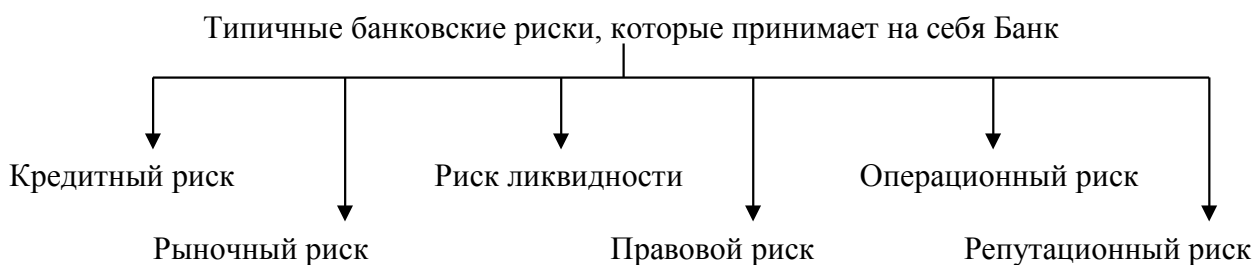 Типичные банковские риски, которые принимает на себя Банк
Кредитный риск Риск ликвидности Операционный риск
Рыночный риск Правовой риск Репутационный риск